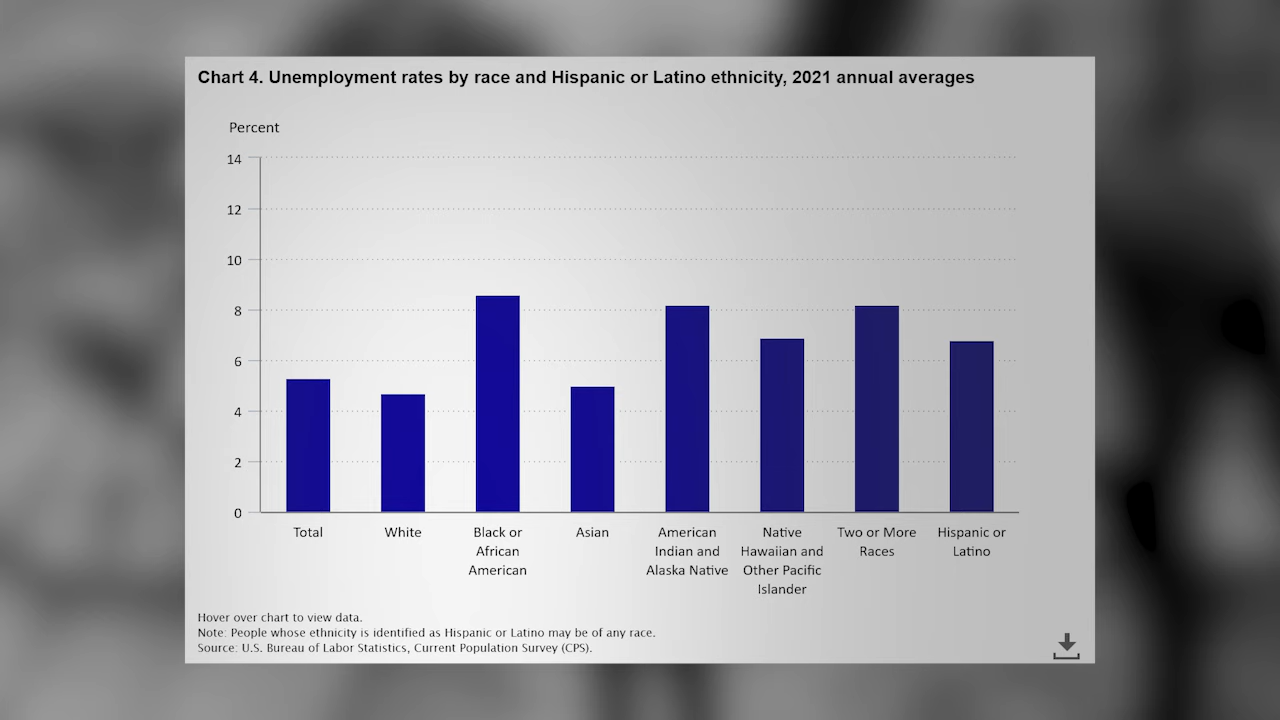 Chart 4. Unemployment rates by race and Hispanic or Latino ethnicity, 2021 annual averages
Percent
14
12
10
8
6
4
2
0
Total
White
Black or
African
American
Asian
American
Indian and
Alaska Native
Native
Hawaiian and
Other Pacific
Islander
Two or More
Races
Hispanic or
Latino
Hover over chart to view data.
Note: People whose ethnicity is identified as Hispanic or Latino may be of any race.
Source: U.S. Bureau of Labor Statistics, Current Population Survey (CPS).